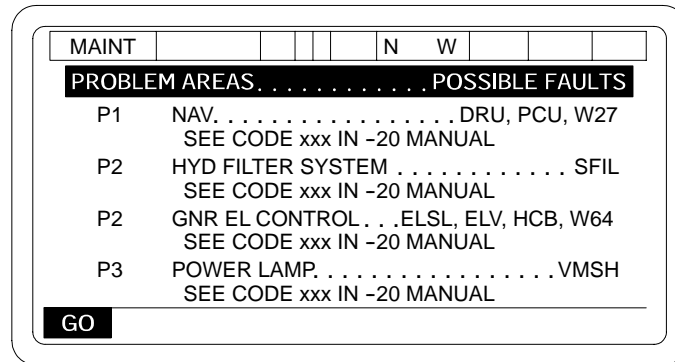 MAINT N W
PROBLEM AREAS. . . . . . . . . . . . .POSSIBLE FAULTS
P1 NAV. . . . . . . . . . . . . . . . . . DRU, PCU, W27
SEE CODE xxx IN -20 MANUAL
P2 HYD FILTER SYSTEM . . . . . . . . . . . . . SFIL
SEE CODE xxx IN -20 MANUAL
P2 GNR EL CONTROL . . .ELSL, ELV, HCB, W64
SEE CODE xxx IN -20 MANUAL
P3 POWER LAMP. . . . . . . . . . . . . . . . . . VMSH
SEE CODE xxx IN -20 MANUAL
GO